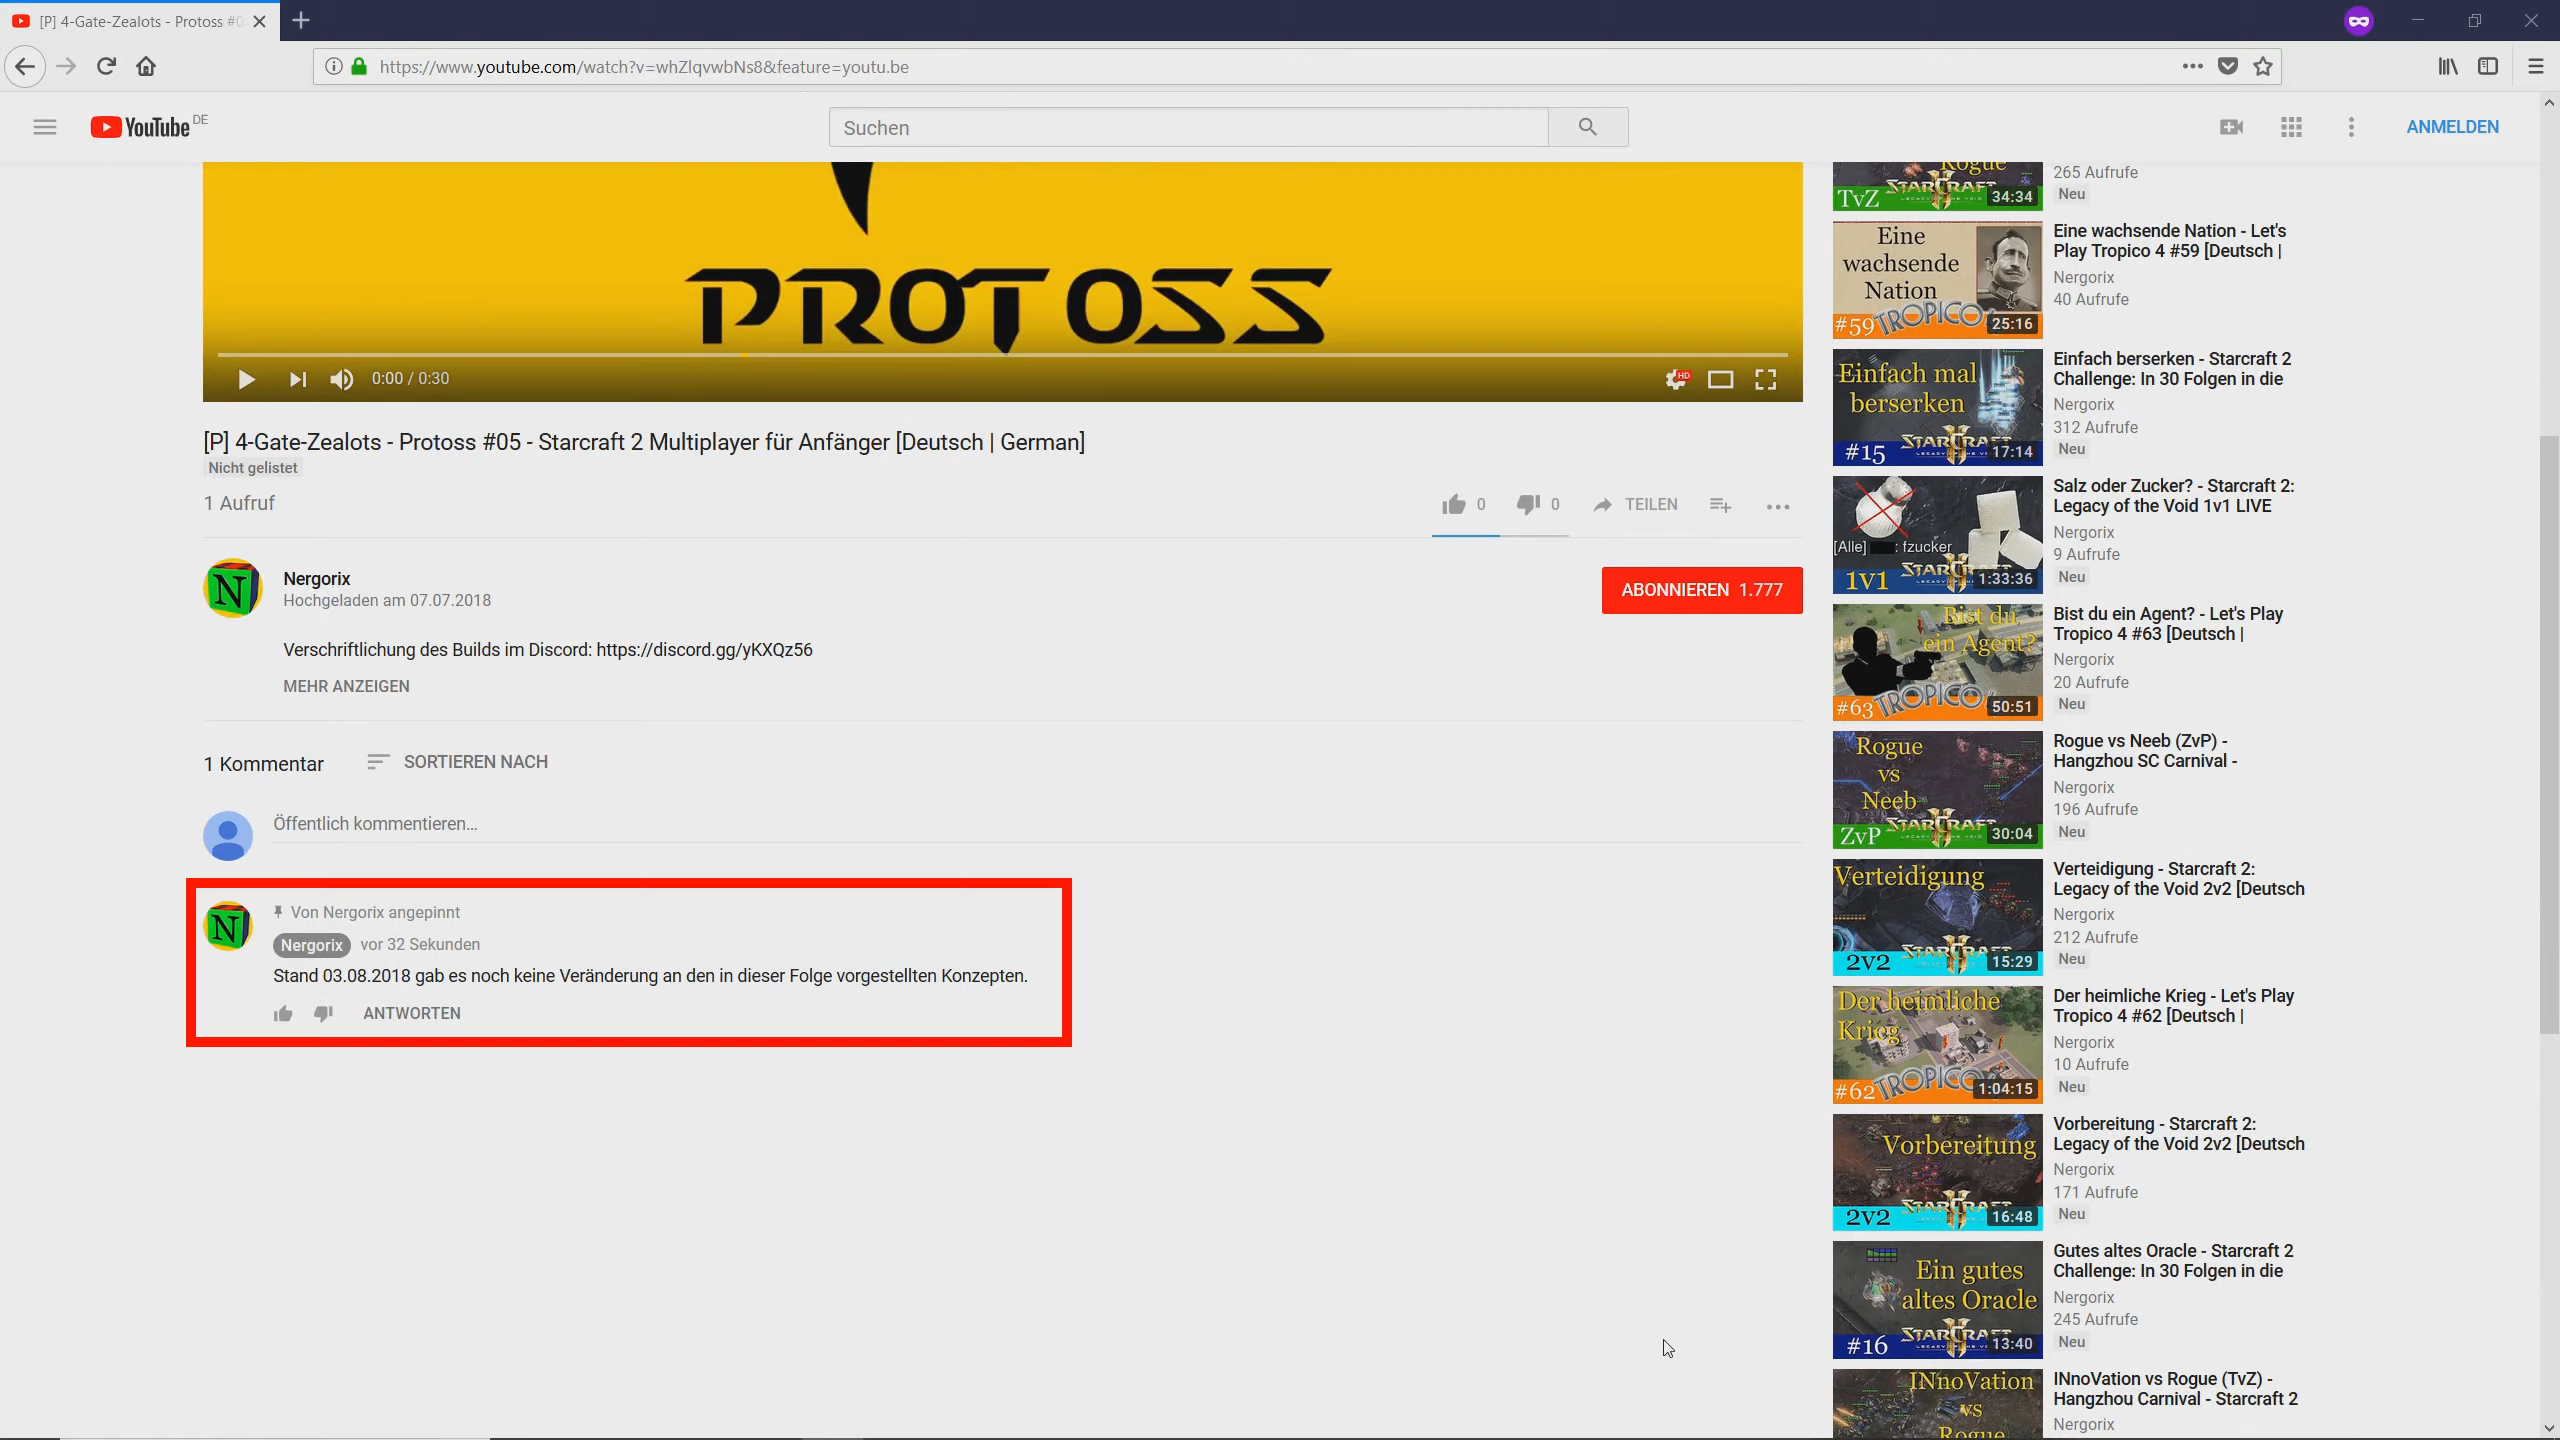 [P] 4-Gate-Zealots - Protoss #0
https://www.youtube.com/watch?v=whZlqvwbNs8&feature=youtu.be
YouTube DE
Suchen
ANMELDEN
PROTOSS
0:00 / 0:30
HD
[P] 4-Gate-Zealots - Protoss #05 - Starcraft 2 Multiplayer für Anfänger [Deutsch | German]
Nicht gelistet
1 Aufruf
0
0
TEILEN
N
Nergorix
Hochgeladen am 07.07.2018
ABONNIEREN 1.777
Verschriftlichung des Builds im Discord: https://discord.gg/yKXQz56
MEHR ANZEIGEN
1 Kommentar
SORTIEREN NACH
Öffentlich kommentieren...
N
Von Nergorix angepinnt
Nergorix vor 32 Sekunden
Stand 03.08.2018 gab es noch keine Veränderung an den in dieser Folge vorgestellten Konzepten.
ANTWORTEN
Rogue
STARCRAFT
TvZ
34:34
265 Aufrufe
Neu
Eine
wachsende
Nation
#59 TROPICO
25:16
Eine wachsende Nation - Let's
Play Tropico 4 #59 [Deutsch |
Nergorix
40 Aufrufe
Einfach mal
berserken
#15 STARCRAFT
17:14
Einfach berserken - Starcraft 2
Challenge: In 30 Folgen in die
Nergorix
312 Aufrufe
Neu
[Alle] : fzucker
1v1 STARCRAFT
1:33:36
Salz oder Zucker? - Starcraft 2:
Legacy of the Void 1v1 LIVE
Nergorix
9 Aufrufe
Neu
Bist du
ein Agent?
#63 TROPICO
50:51
Bist du ein Agent? - Let's Play
Tropico 4 #63 [Deutsch |
Nergorix
20 Aufrufe
Neu
Rogue
vs
Neeb
ZvP STARCRAFT
30:04
Rogue vs Neeb (ZvP) -
Hangzhou SC Carnival -
Nergorix
196 Aufrufe
Neu
Verteidigung
2v2 STARCRAFT
15:29
Verteidigung - Starcraft 2:
Legacy of the Void 2v2 [Deutsch
Nergorix
212 Aufrufe
Neu
Der heimliche
Krieg
#62 TROPICO
1:04:15
Der heimliche Krieg - Let's Play
Tropico 4 #62 [Deutsch |
Nergorix
10 Aufrufe
Neu
Vorbereitung
2v2 STARCRAFT
16:48
Vorbereitung - Starcraft 2:
Legacy of the Void 2v2 [Deutsch
Nergorix
171 Aufrufe
Neu
Ein gutes
altes Oracle
#16 STARCRAFT
13:40
Gutes altes Oracle - Starcraft 2
Challenge: In 30 Folgen in die
Nergorix
245 Aufrufe
Neu
INnoVation
vs
Rogue
INnoVation vs Rogue (TvZ) -
Hangzhou Carnival - Starcraft 2
Nergorix